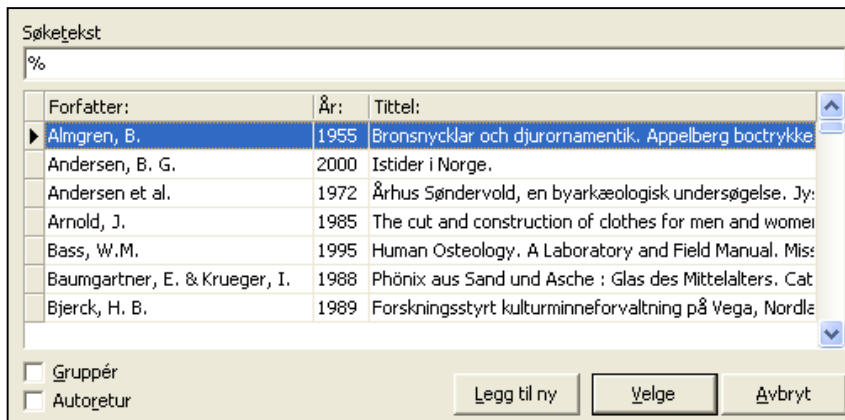 Søketekst
%
Forfatter: År: Tittel:
Almgren, B. 1955 Bronsnycklar och djurornamentik. Appelberg boctrykke
Andersen, B. G. 2000 Istider i Norge.
Andersen et al. 1972 Århus Søndervold, en byarkæologisk undersøgelse. Jy
Arnold, J. 1985 The cut and construction of clothes for men and wome
Bass, W.M. 1995 Human Osteology. A Laboratory and Field Manual. Mis
Baumgartner, E. & Krueger, I. 1988 Phönix aus Sand und Asche : Glas des Mittelalters. Cat
Bjerck, H. B. 1989 Forskningsstyrt kulturminneforvaltning på Vega, Nordla
Gruppér
Autoretur
Legg til ny Velge Avbryt